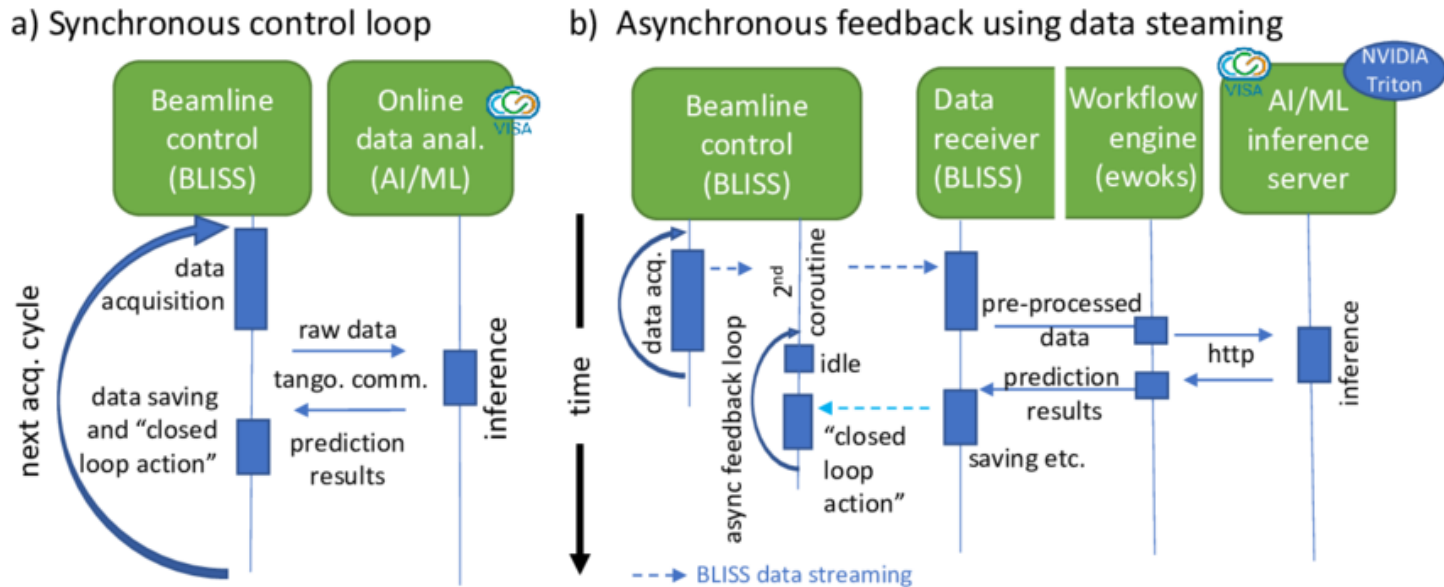 a) Synchronous control loop
Beamline
control
(BLISS)
Online
data anal.
(AI/ML)
VISA
next acq. cycle
data
acquisition
raw data
tango. comm.
inference
data saving
and “closed
loop action”
prediction
results
time
b) Asynchronous feedback using data streaming
Beamline
control
(BLISS)
Data
receiver
(BLISS)
Workflow
engine
(ewoks)
VISA
NVIDIA
Triton
AI/ML
inference
server
data acq.
2nd
coroutine
async feedback loop
idle
“closed
loop
action”
pre-processed
data
prediction
results
saving etc.
http
inference
BLISS data streaming